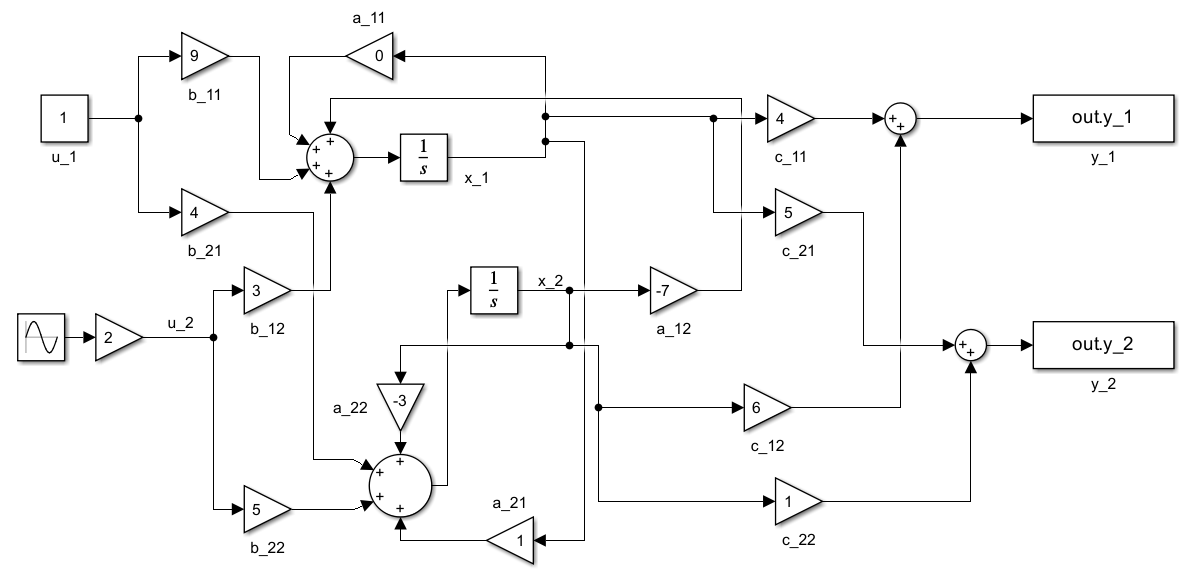 a_11
9
0
b_11
1
u_1
4
c_11
out.y_1
y_1
+
+
+
+
+
+
1
s
x_1
4
b_21
5
c_21
3
b_12
1
s
x_2
-7
a_12
2
u_2
+
+
out.y_2
y_2
-3
a_22
6
c_12
+
+
+
+
5
b_22
a_21
1
1
c_22